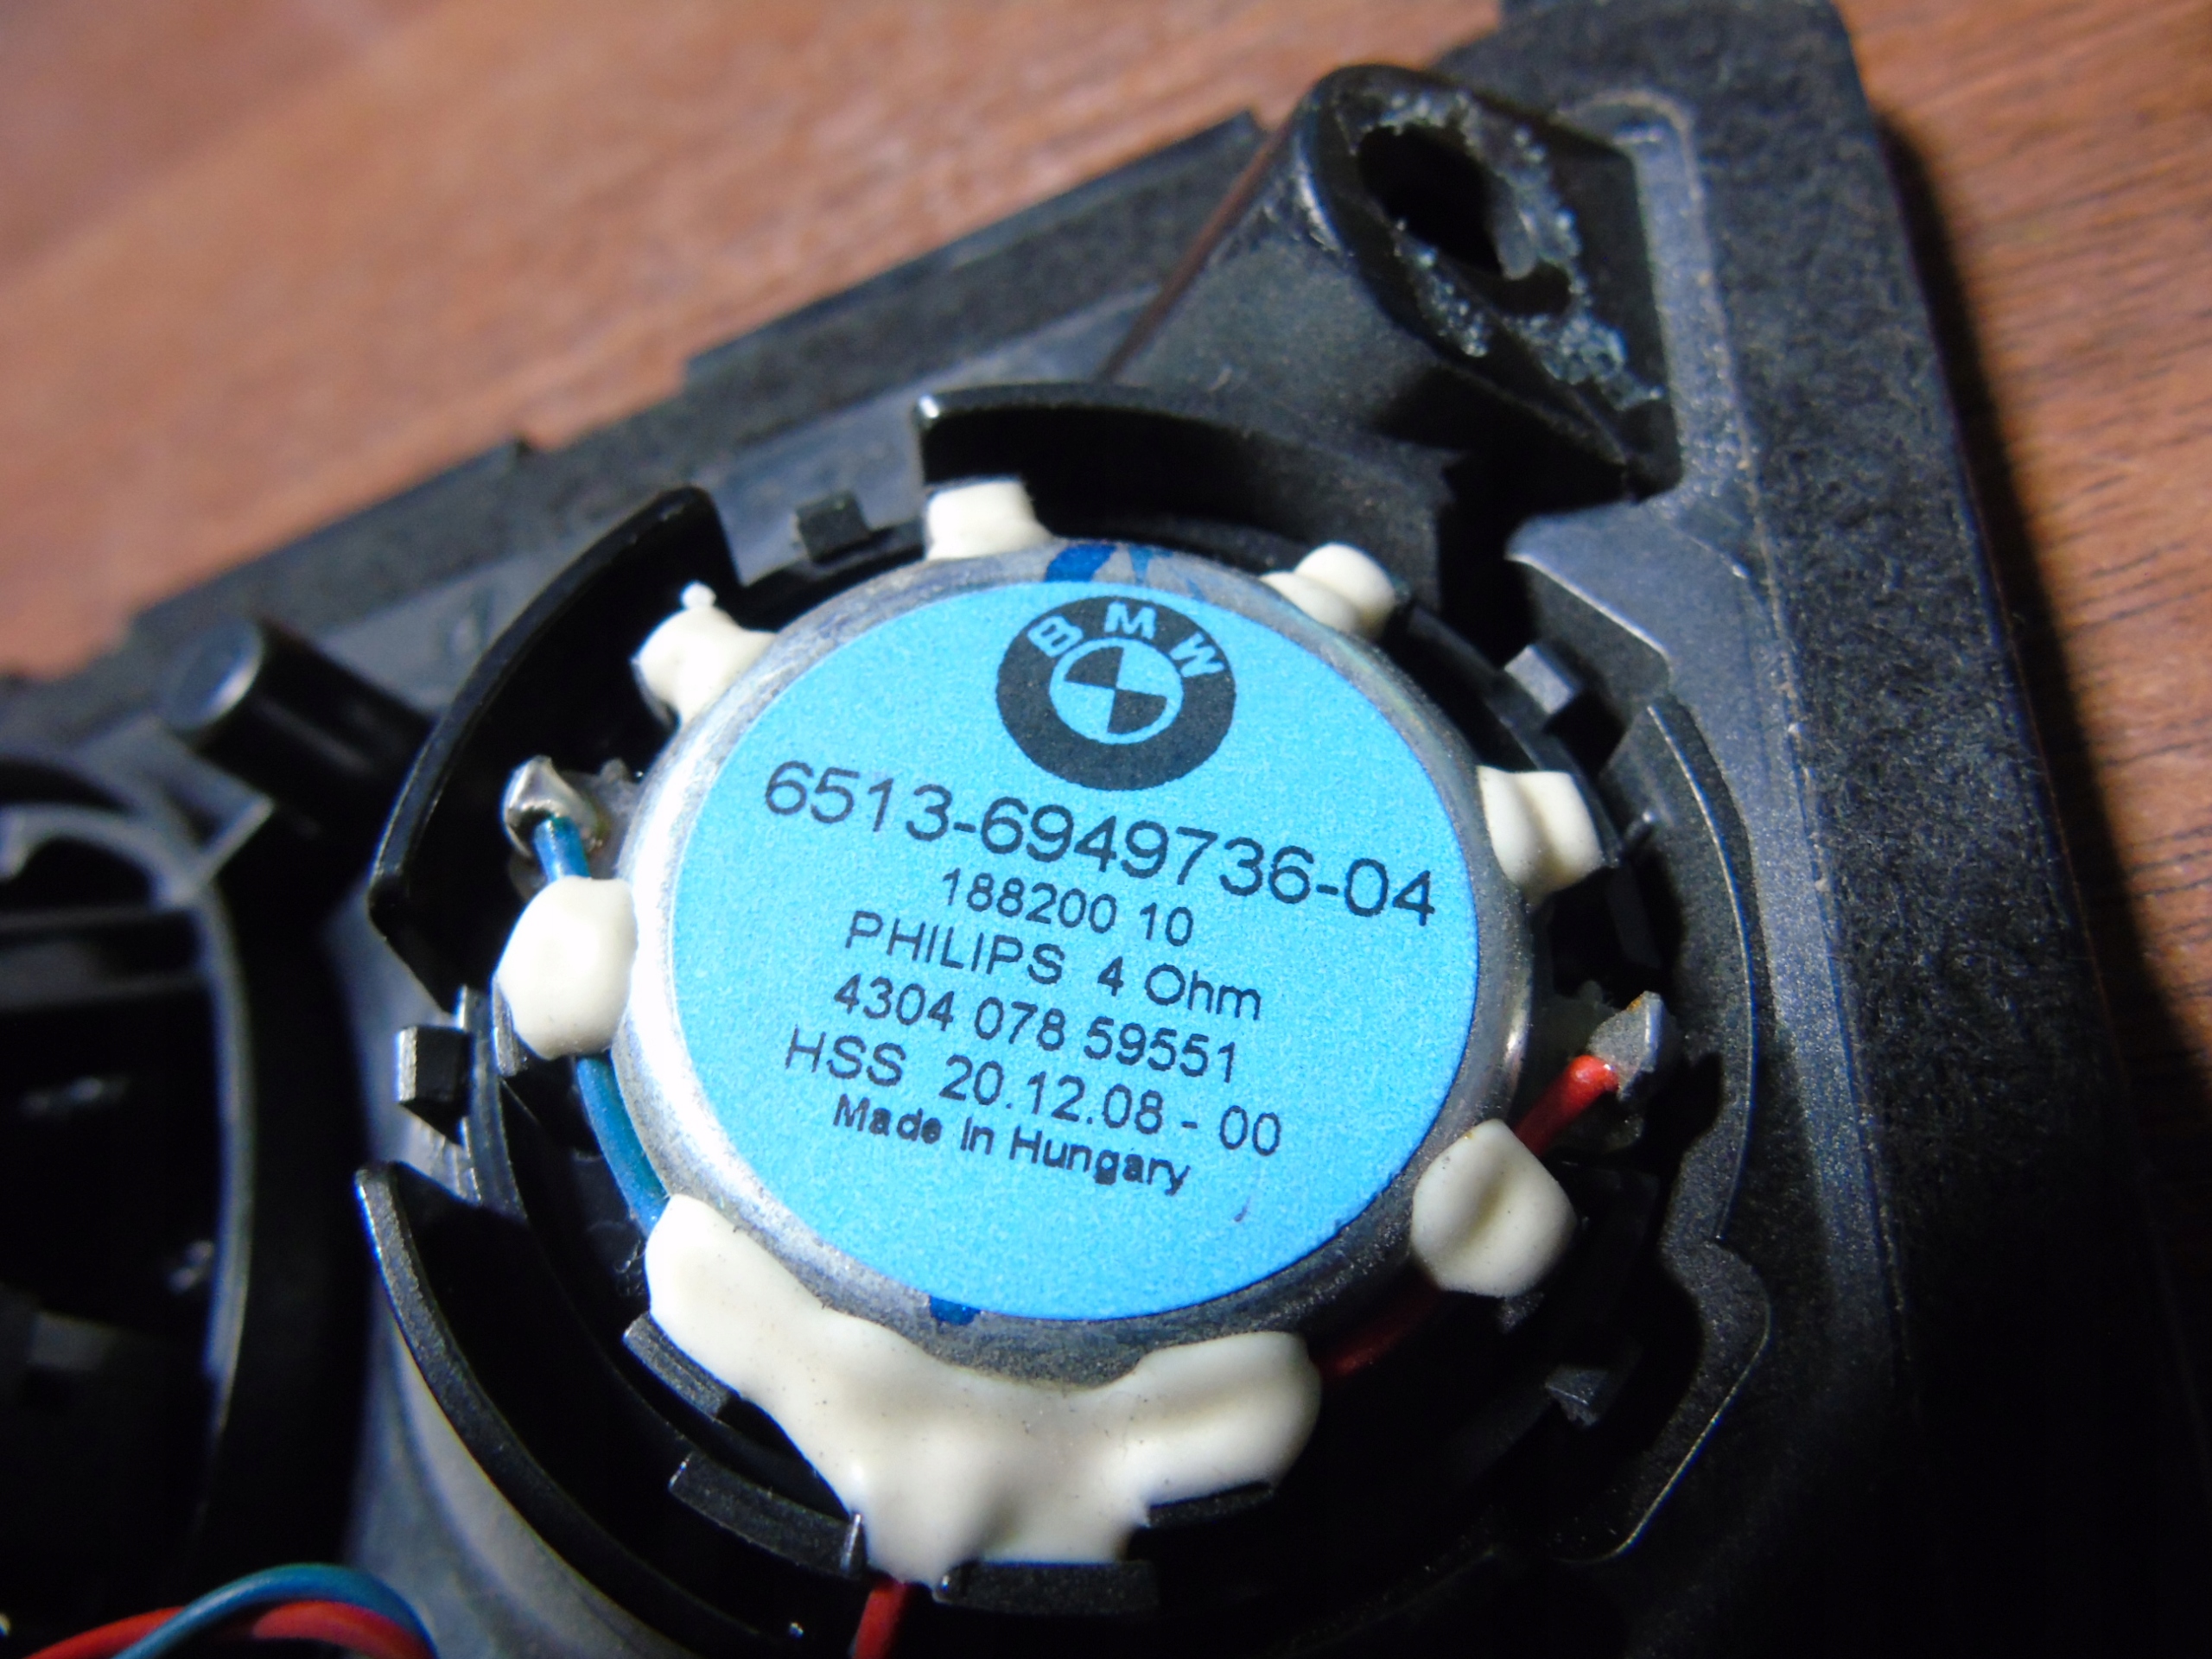 BMW
6513-6949736-04
188200 10
PHILIPS 4 Ohm
4304 078 59551
HSS 20.12.08 - 00
Made in Hungary